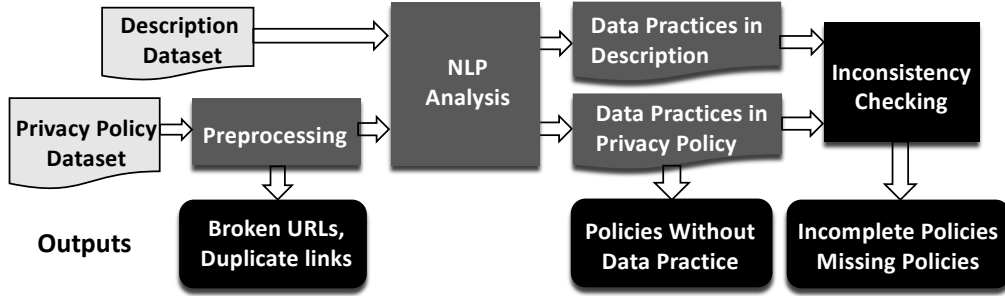 Description
Dataset
NLP
Analysis
Data Practices in
Description
Inconsistency
Checking
Privacy Policy
Dataset
Preprocessing
Data Practices in
Privacy Policy
Outputs
Broken URLs,
Duplicate links
Policies Without
Data Practice
Incomplete Policies
Missing Policies